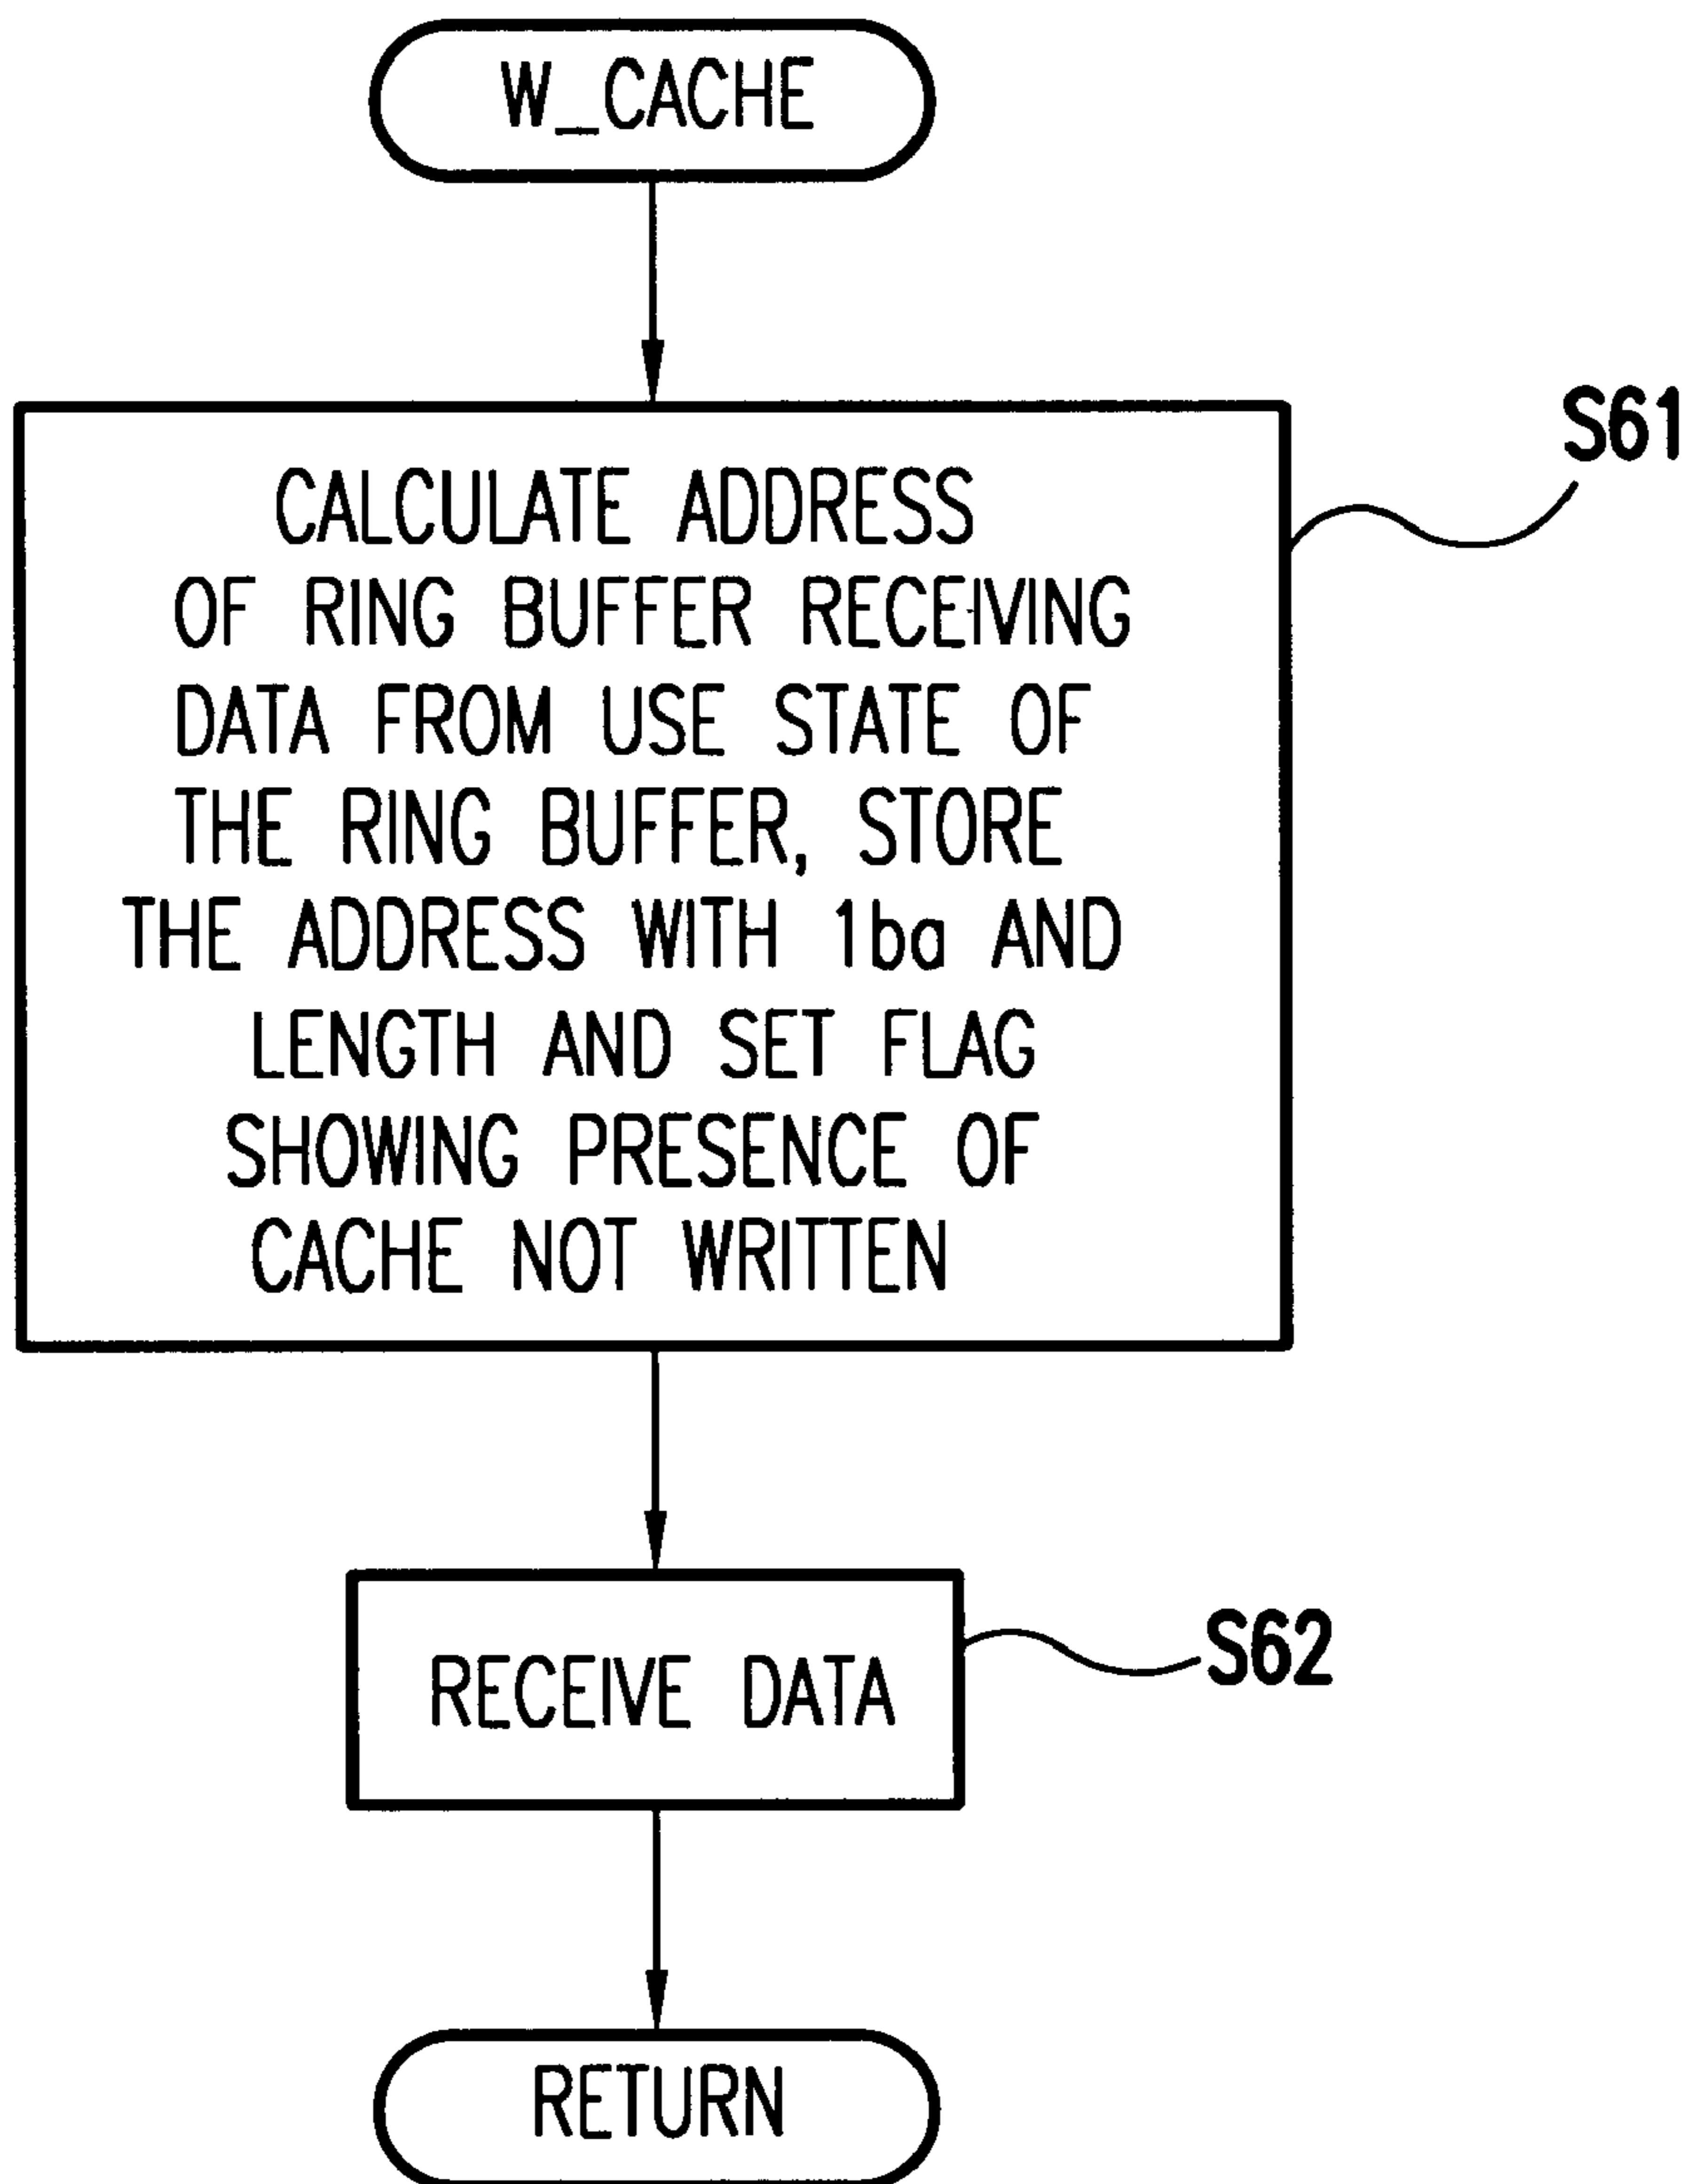 W_CACHE
S61
CALCULATE ADDRESS
OF RING BUFFER RECEIVING
DATA FROM USE STATE OF
THE RING BUFFER, STORE
THE ADDRESS WITH 1ba AND
LENGTH AND SET FLAG
SHOWING PRESENCE OF
CACHE NOT WRITTEN
RECEIVE DATA
S62
RETURN